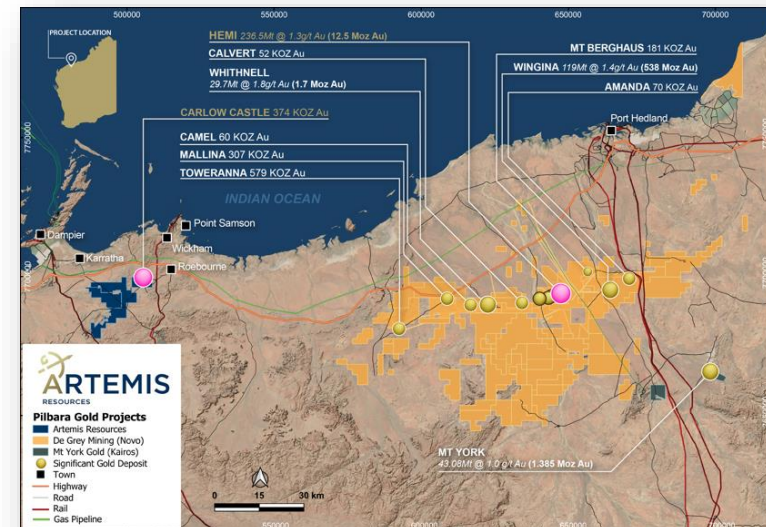 500000 550000 600000 650000 700000
PROJECT LOCATION
HEMI 236.5Mt @ 1.3g/t Au (12.5 Moz Au)
CALVERT 52 KOZ Au
WHITHNELL
29.7Mt @ 1.8g/t Au (1.7 Moz Au)
CARLOW CASTLE 374 KOZ Au
CAMEL 60 KOZ Au
MALLINA 307 KOZ Au
TOWERANNA 579 KOZ Au
MT BERGHAUS 181 KOZ Au
WINGINA 119Mt @ 1.4g/t Au (538 Moz Au)
AMANDA 70 KOZ Au
Port Hedland
7750000
INDIAN OCEAN
Point Samson
Dampier
Wickham
Karratha
Roebourne
7700000
ARTEMIS
RESOURCES
Pilbara Gold Projects
Artemis Resources
De Grey Mining (Novo)
Mt York Gold (Kairos)
Significant Gold Deposit
Town
Highway
Road
Rail
Gas Pipeline
MT YORK
43.08Mt @ 1.0 g/t Au (1.385 Moz Au)
0 15 30 km
550000 600000 650000